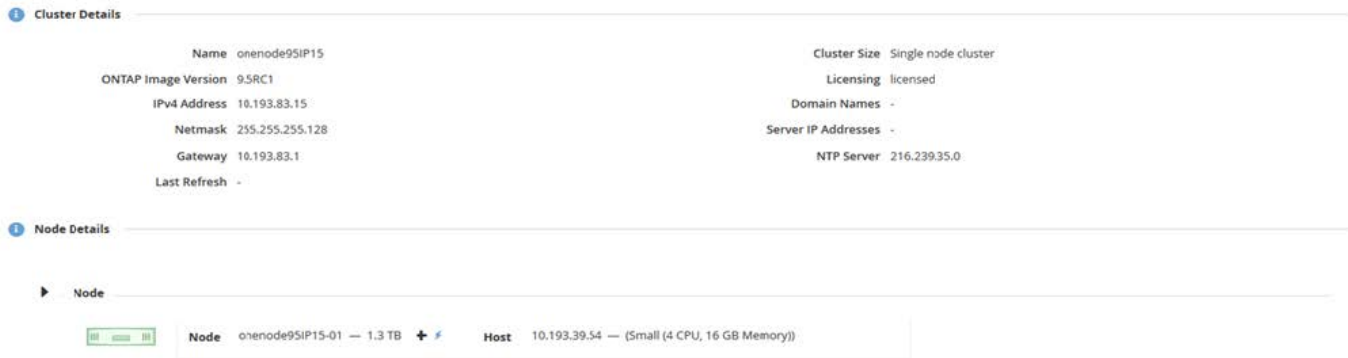 Cluster Details
Name onenode95IP15
Cluster Size Single node cluster
ONTAP Image Version 9.5RC1
Licensing licensed
IPv4 Address 10.193.83.15
Domain Names -
Netmask 255.255.255.128
Server IP Addresses -
Gateway 10.193.83.1
NTP Server 216.239.35.0
Last Refresh -
Node Details
Node
Node onenode95IP15-01 — 1.3 TB Host 10.193.39.54 — (Small (4 CPU, 16 GB Memory))